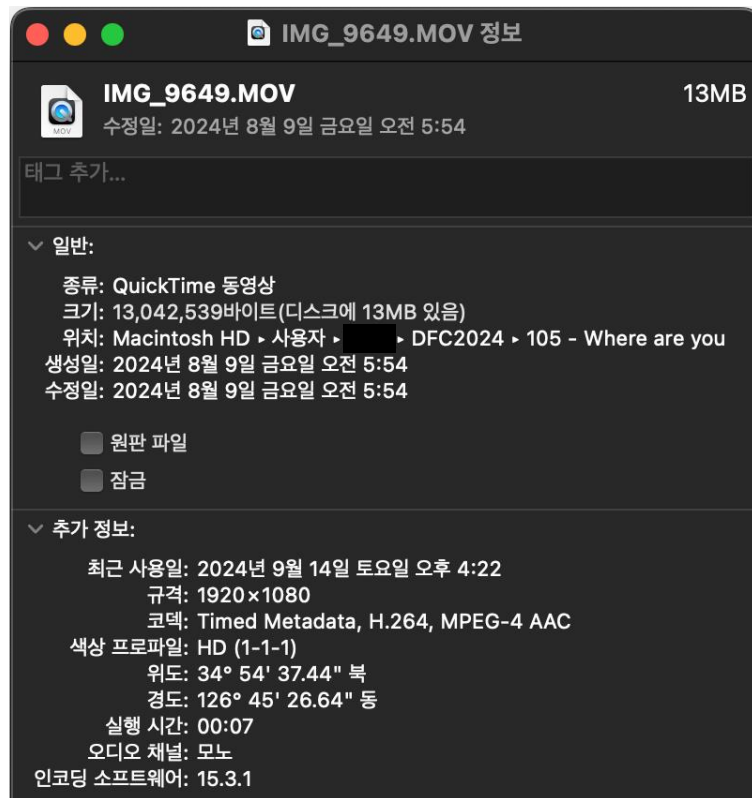 IMG_9649.MOV 정보
MOV
IMG_9649.MOV 13MB
수정일: 2024년 8월 9일 금요일 오전 5:54
태그 추가...
일반:
종류: QuickTime 동영상
크기: 13,042,539바이트(디스크에 13MB 있음)
위치: Macintosh HD ▸ 사용자 ▸ ▸ DFC2024 ▸ 105 - Where are you
생성일: 2024년 8월 9일 금요일 오전 5:54
수정일: 2024년 8월 9일 금요일 오전 5:54
원판 파일
잠금
추가 정보:
최근 사용일: 2024년 9월 14일 토요일 오후 4:22
규격: 1920×1080
코덱: Timed Metadata, H.264, MPEG-4 AAC
색상 프로파일: HD (1-1-1)
위도: 34° 54' 37.44" 북
경도: 126° 45' 26.64" 동
실행 시간: 00:07
오디오 채널: 모노
인코딩 소프트웨어: 15.3.1